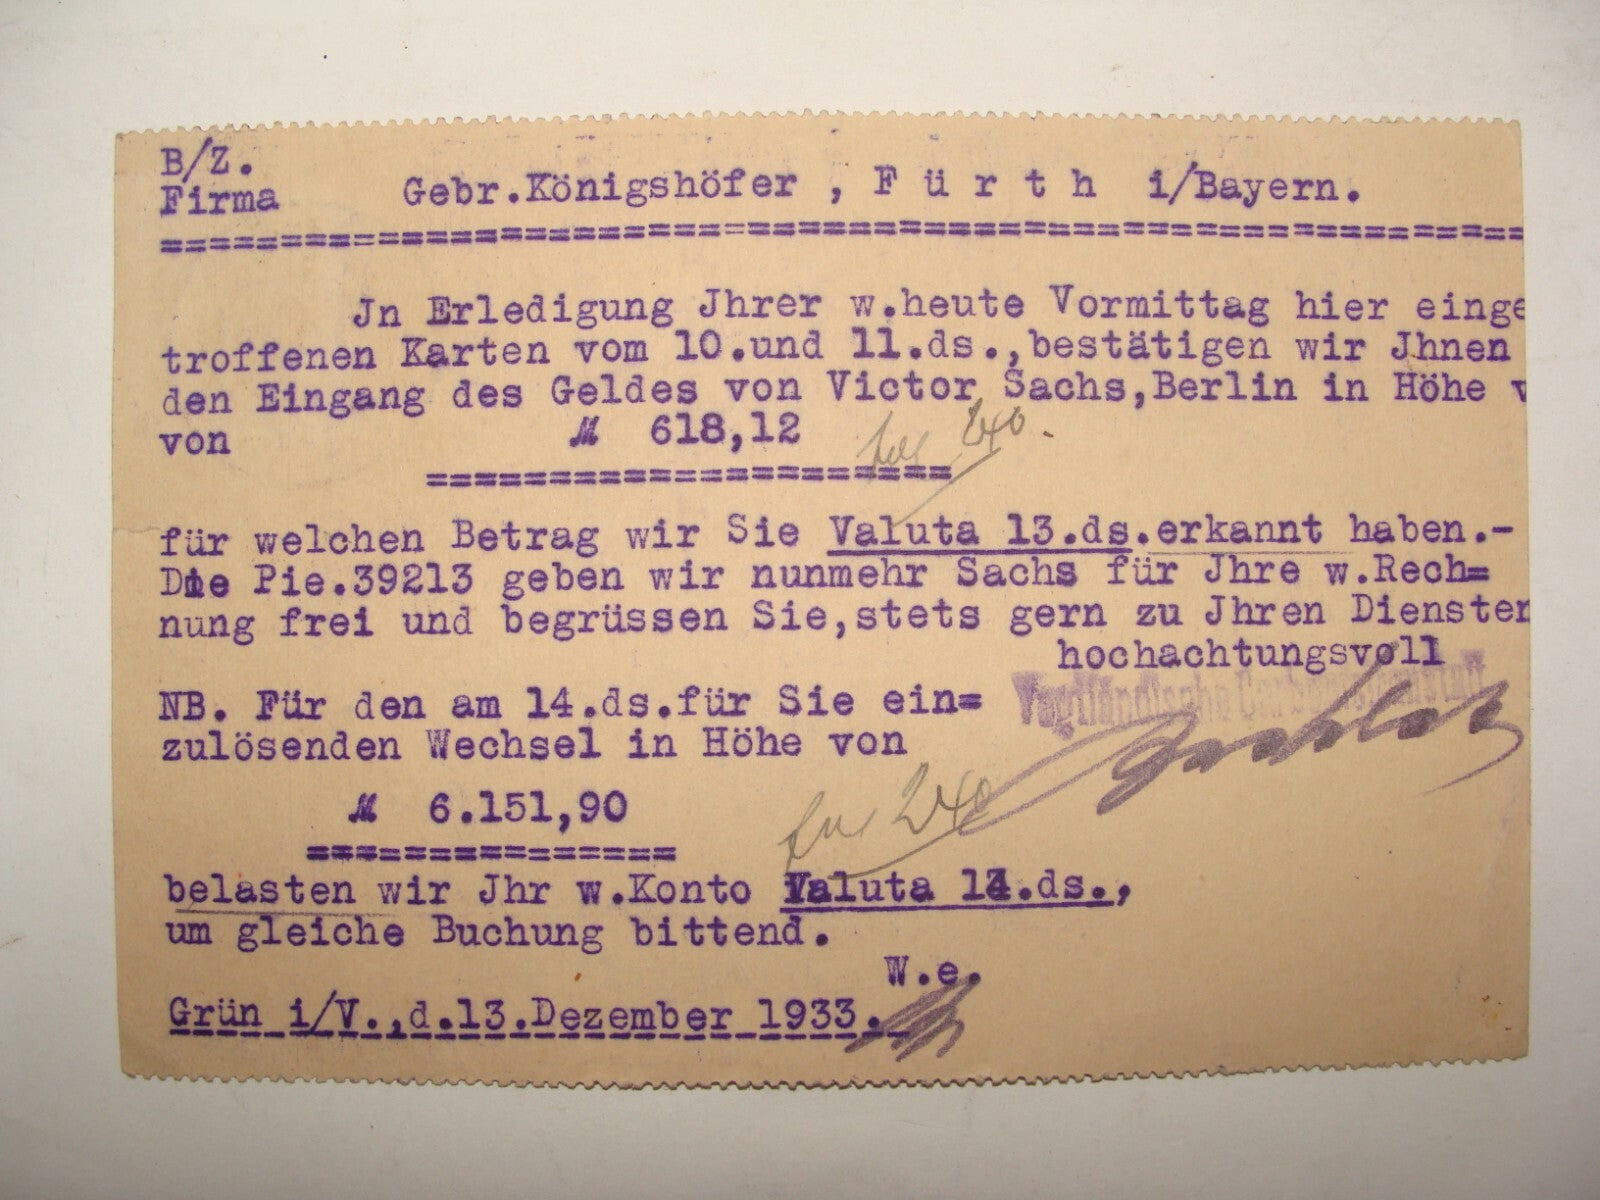 B/Z.
Firma Gebr.Königshöfer , F ü r t h i/Bayern.
=========================================================
Jn Erledigung Jhrer w.heute Vormittag hier einge
troffenen Karten vom 10.und 11.ds.,bestätigen wir Jhnen
den Eingang des Geldes von Victor Sachs,Berlin in Höhe v
von M 618,12
======================
für welchen Betrag wir Sie Valuta 13.ds.erkannt haben.-
Die Pie.39213 geben wir nunmehr Sachs für Jhre w.Rech=
nung frei und begrüssen Sie,stets gern zu Jhren Diensten
hochachtungsvoll
Vogtländische
NB. Für den am 14.ds.für Sie ein=
zulösenden Wechsel in Höhe von
M 6.151,90
===============
belasten wir Jhr w.Konto Valuta 14.ds.,
um gleiche Buchung bittend.
W.e.
Grün i/V.,d.13.Dezember 1933.